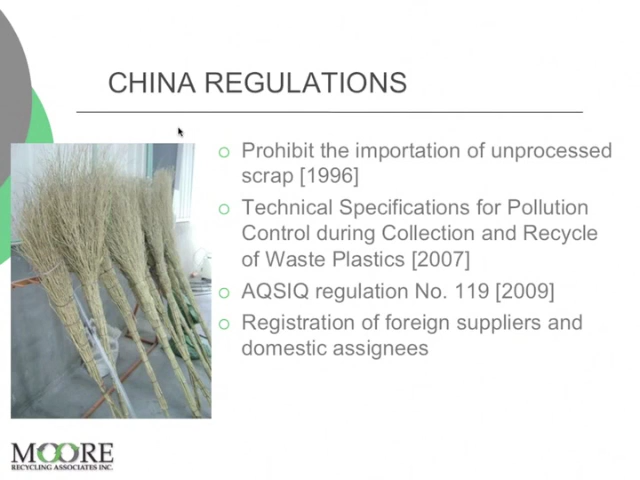 CHINA REGULATIONS
Prohibit the importation of unprocessed
scrap [1996]
Technical Specifications for Pollution
Control during Collection and Recycle
of Waste Plastics [2007]
AQSIQ regulation No. 119 [2009]
Registration of foreign suppliers and
domestic assignees
MOORE
RECYCLING ASSOCIATES INC.